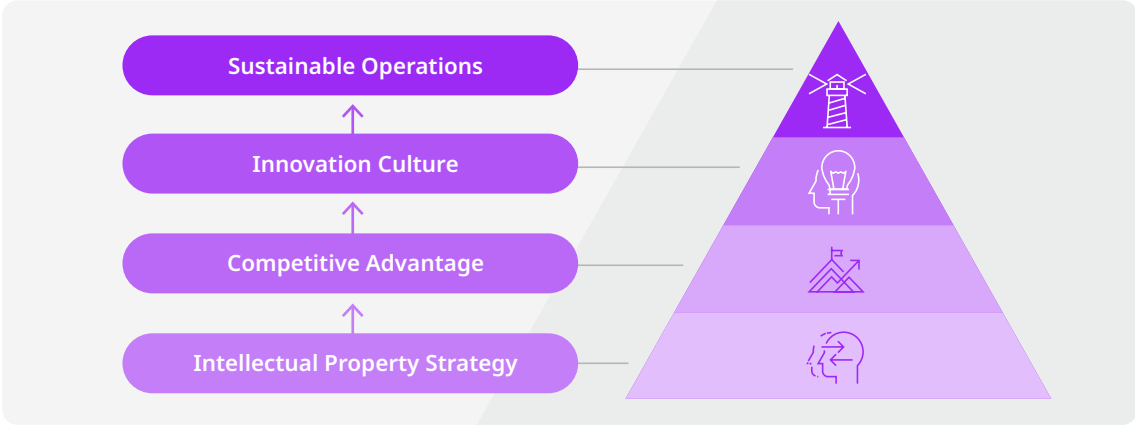 Sustainable Operations
Innovation Culture
Competitive Advantage
Intellectual Property Strategy